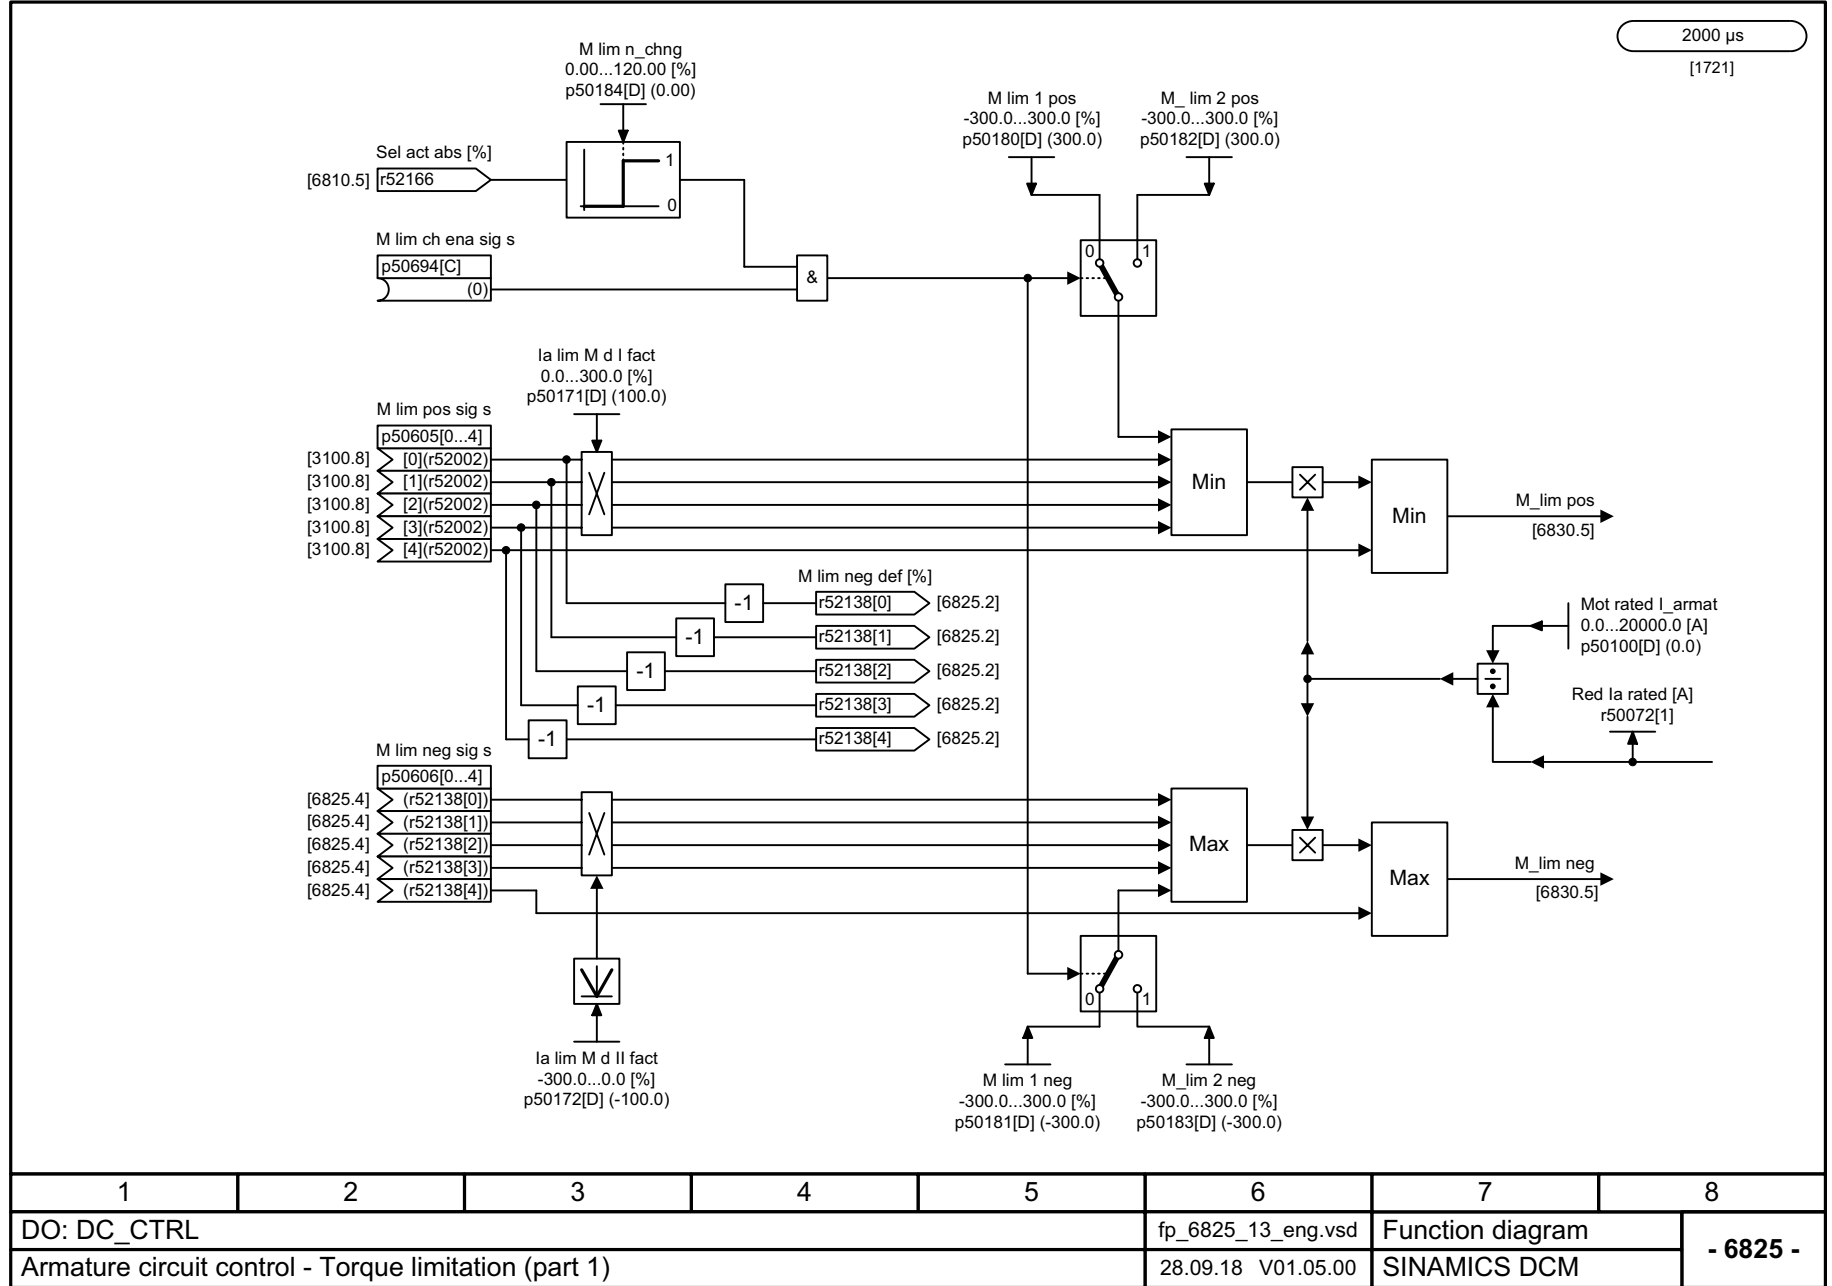 2000 µs
[1721]
M lim n_chng
0.00...120.00 [%]
p50184[D] (0.00)
M lim 1 pos
-300.0...300.0 [%]
p50180[D] (300.0)
M_ lim 2 pos
-300.0...300.0 [%]
p50182[D] (300.0)
Sel act abs [%]
[6810.5] r52166
1
0
M lim ch ena sig s
p50694[C]
(0)
&
0 1
Ia lim M d I fact
0.0...300.0 [%]
p50171[D] (100.0)
M lim pos sig s
p50605[0...4]
[3100.8] [0](r52002)
[3100.8] [1](r52002)
[3100.8] [2](r52002)
[3100.8] [3](r52002)
[3100.8] [4](r52002)
Min
Min
M_lim pos
[6830.5]
M lim neg def [%]
-1 r52138[0] [6825.2]
-1 r52138[1] [6825.2]
-1 r52138[2] [6825.2]
-1 r52138[3] [6825.2]
-1 r52138[4] [6825.2]
Mot rated I_armat
0.0...20000.0 [A]
p50100[D] (0.0)
Red Ia rated [A]
r50072[1]
M lim neg sig s
p50606[0...4]
[6825.4] (r52138[0])
[6825.4] (r52138[1])
[6825.4] (r52138[2])
[6825.4] (r52138[3])
[6825.4] (r52138[4])
Max
Max
M_lim neg
[6830.5]
0 1
Ia lim M d II fact
-300.0...0.0 [%]
p50172[D] (-100.0)
M lim 1 neg
-300.0...300.0 [%]
p50181[D] (-300.0)
M_lim 2 neg
-300.0...300.0 [%]
p50183[D] (-300.0)
1 2 3 4 5 6 7 8
DO: DC_CTRL
fp_6825_13_eng.vsd
Function diagram
- 6825 -
Armature circuit control - Torque limitation (part 1)
28.09.18 V01.05.00
SINAMICS DCM